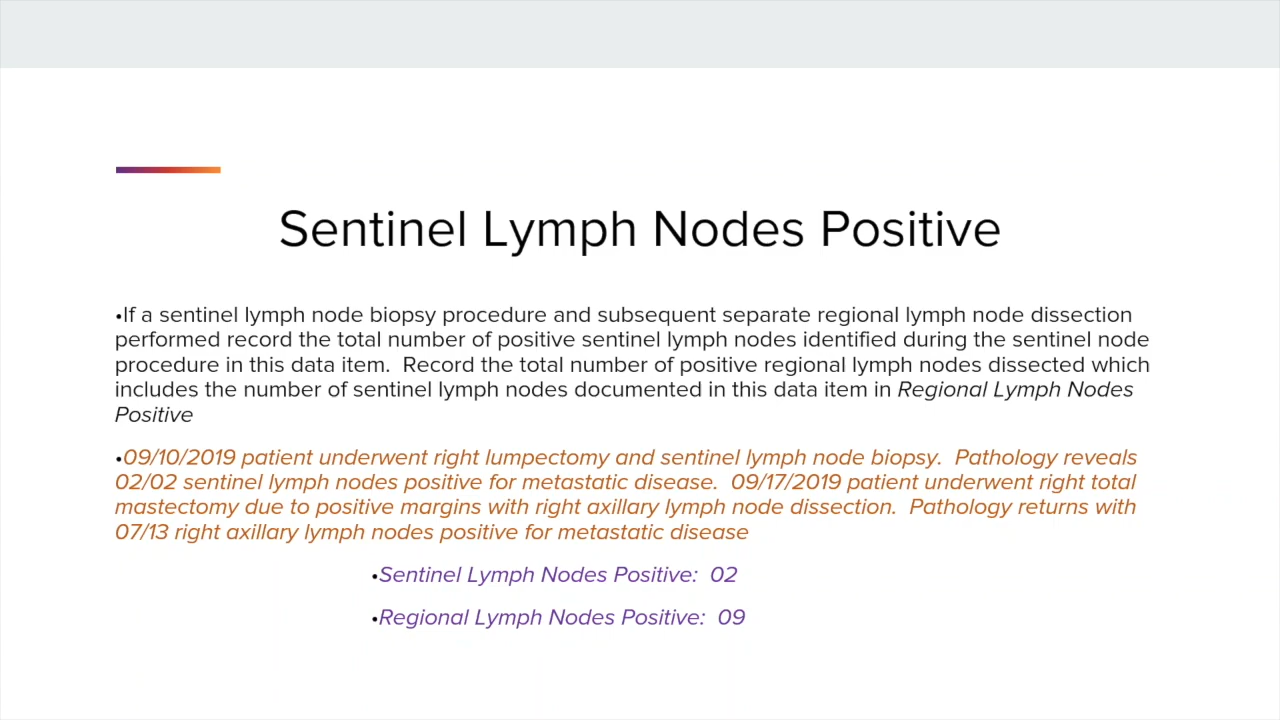 Sentinel Lymph Nodes Positive
•If a sentinel lymph node biopsy procedure and subsequent separate regional lymph node dissection
performed record the total number of positive sentinel lymph nodes identified during the sentinel node
procedure in this data item.  Record the total number of positive regional lymph nodes dissected which
includes the number of sentinel lymph nodes documented in this data item in Regional Lymph Nodes
Positive
•09/10/2019 patient underwent right lumpectomy and sentinel lymph node biopsy.  Pathology reveals
02/02 sentinel lymph nodes positive for metastatic disease.  09/17/2019 patient underwent right total
mastectomy due to positive margins with right axillary lymph node dissection.  Pathology returns with
07/13 right axillary lymph nodes positive for metastatic disease
•Sentinel Lymph Nodes Positive:  02
•Regional Lymph Nodes Positive:  09